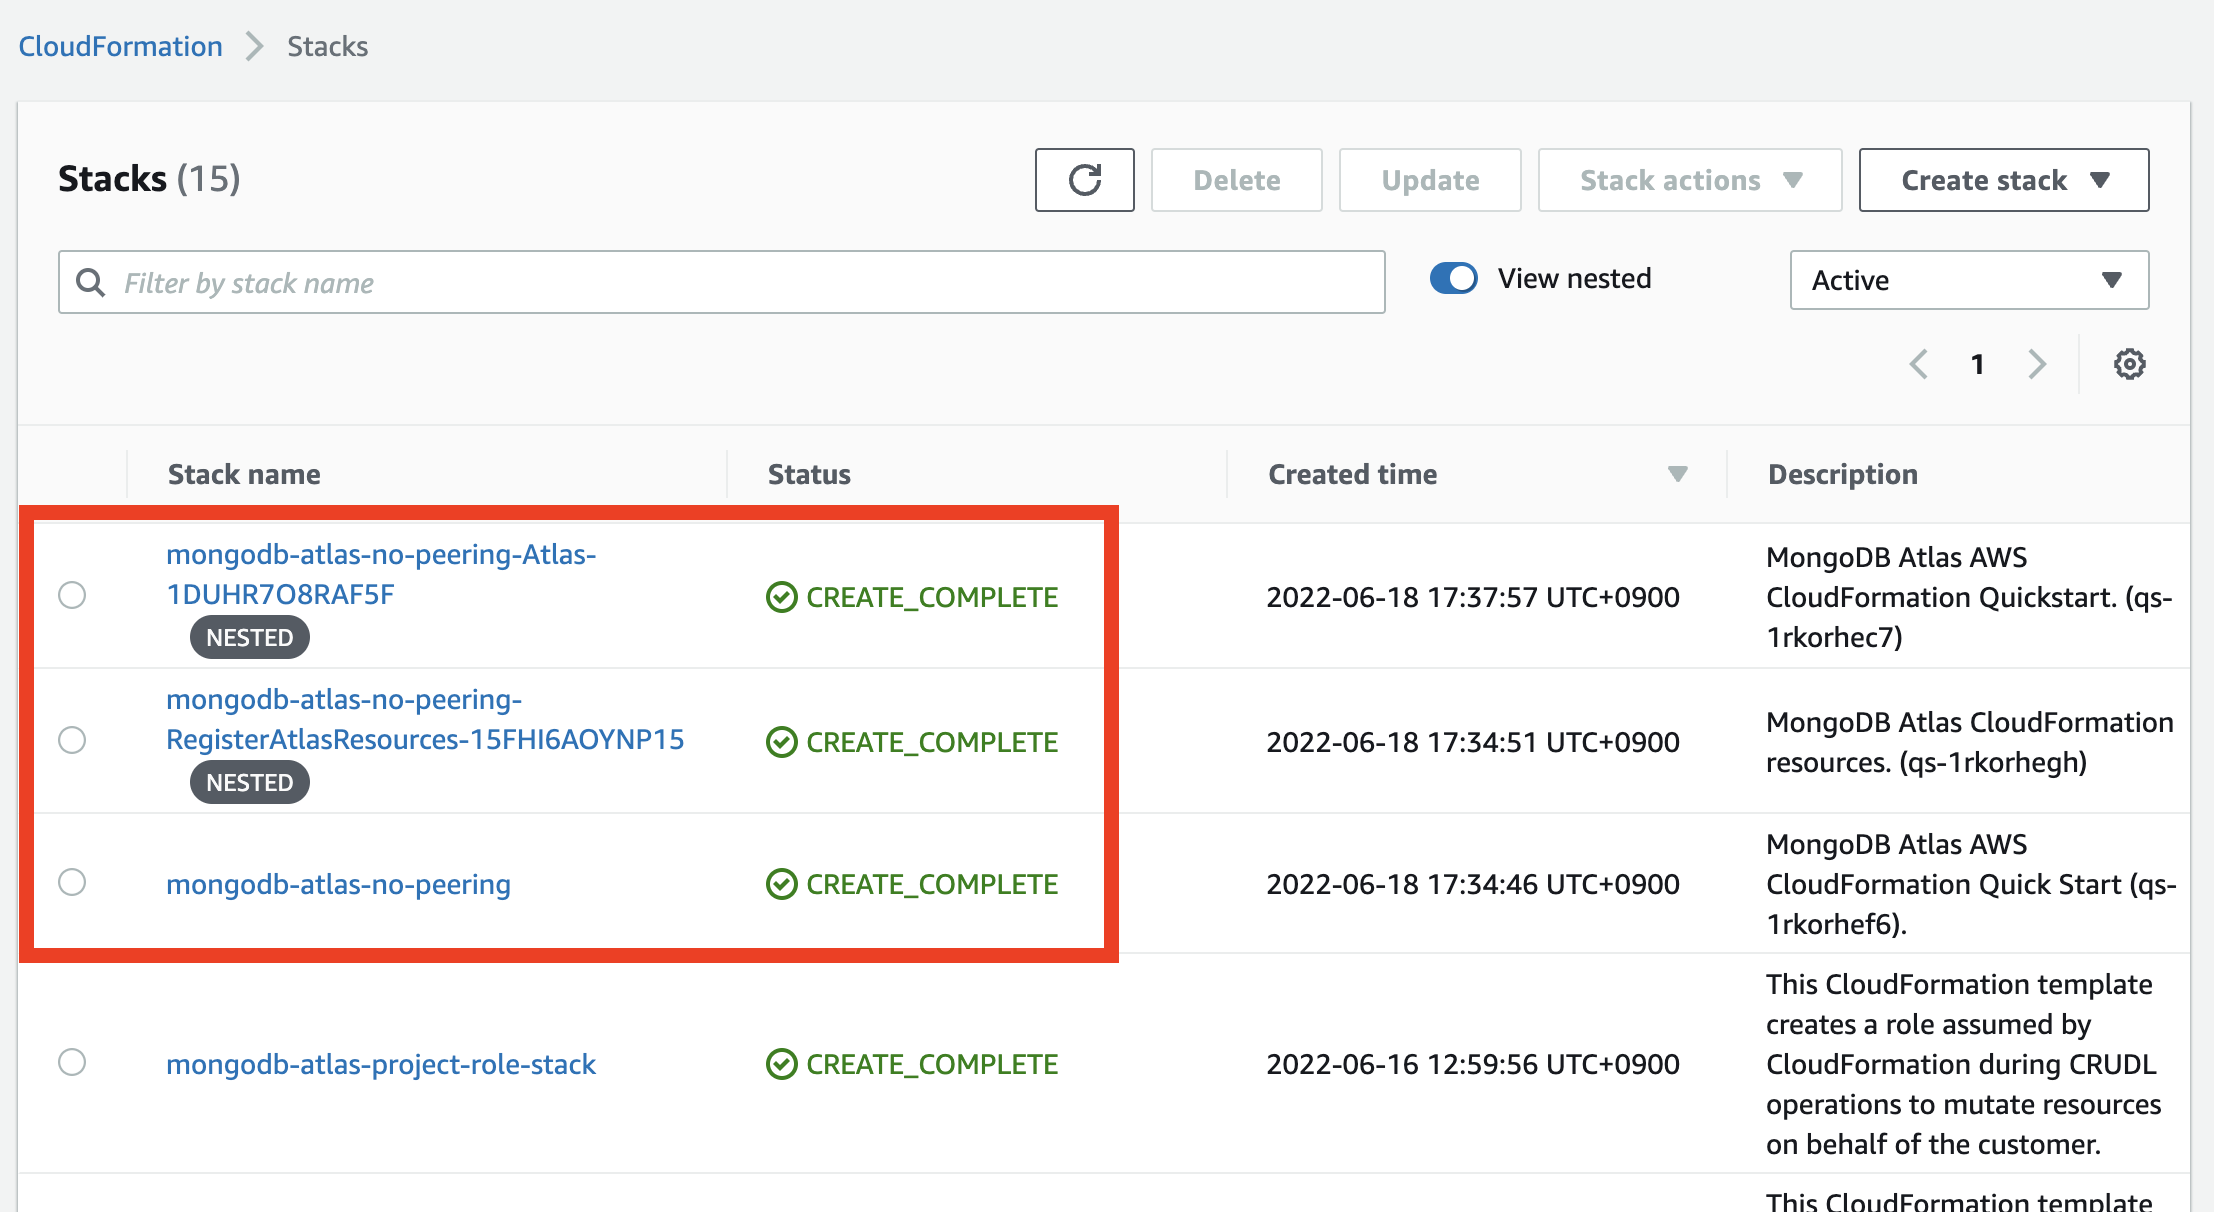 CloudFormation > Stacks
Stacks (15)
Delete
Update
Stack actions
Create stack
Filter by stack name
View nested
Active
1
Stack name
Status
Created time
Description
mongodb-atlas-no-peering-Atlas-
1DUHR7O8RAF5F
NESTED
CREATE_COMPLETE
2022-06-18 17:37:57 UTC+0900
MongoDB Atlas AWS
CloudFormation Quickstart. (qs-
1rkorhec7)
mongodb-atlas-no-peering-
RegisterAtlasResources-15FHI6AOYNP15
NESTED
CREATE_COMPLETE
2022-06-18 17:34:51 UTC+0900
MongoDB Atlas CloudFormation
resources. (qs-1rkorhegh)
mongodb-atlas-no-peering
CREATE_COMPLETE
2022-06-18 17:34:46 UTC+0900
MongoDB Atlas AWS
CloudFormation Quick Start (qs-
1rkorhef6).
mongodb-atlas-project-role-stack
CREATE_COMPLETE
2022-06-16 12:59:56 UTC+0900
This CloudFormation template
creates a role assumed by
CloudFormation during CRUDL
operations to mutate resources
on behalf of the customer.
This CloudFormation template